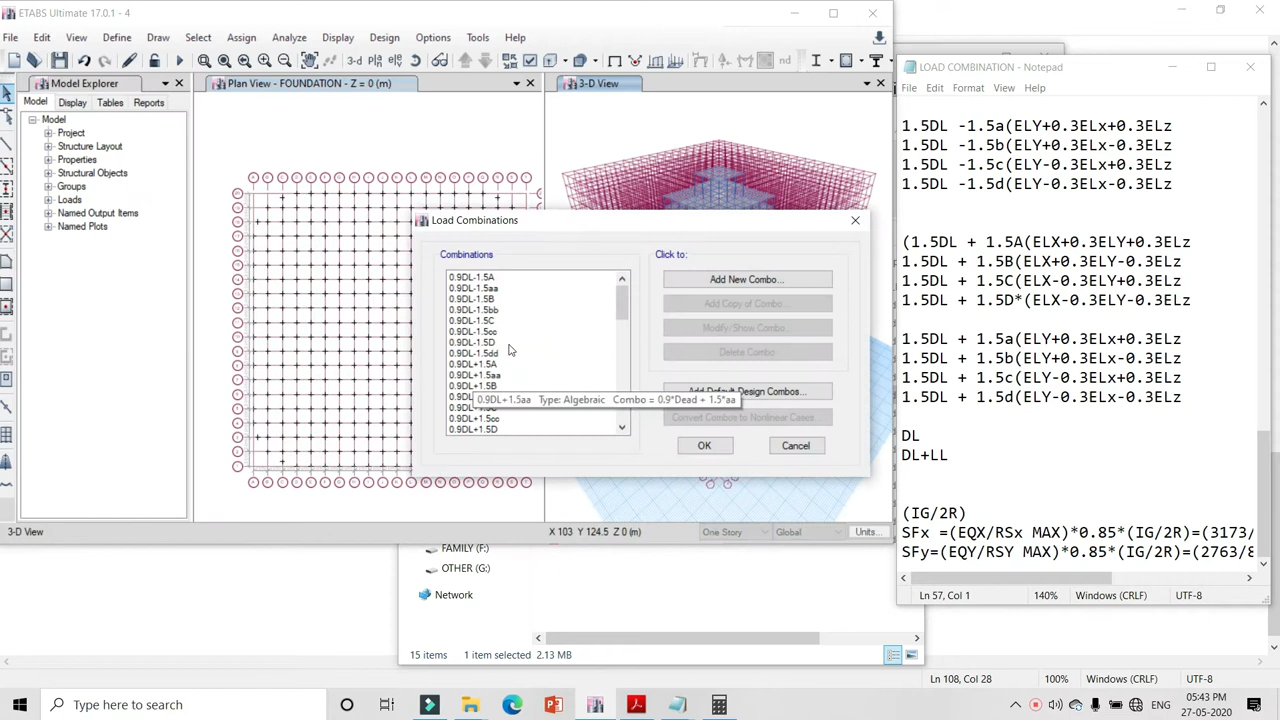 ETABS Ultimate 17.0.1 - 4
File Edit View Define Draw Select Assign Analyze Display Design Options Tools Help
Model Explorer
Model Display Tables Reports
Model
Project
Structure Layout
Properties
Structural Objects
Groups
Loads
Named Output Items
Named Plots
Plan View - FOUNDATION - Z = 0 (m)
3-D View
3-d
nd
Load Combinations
Combinations
0.9DL-1.5A
0.9DL-1.5aa
0.9DL-1.5B
0.9DL-1.5bb
0.9DL-1.5C
0.9DL-1.5cc
0.9DL-1.5D
0.9DL-1.5dd
0.9DL+1.5A
0.9DL+1.5aa
0.9DL+1.5B
0.9DL+1.5aa Type: Algebraic Combo = 0.9*Dead + 1.5*aa
0.9DL+1.5cc
0.9DL+1.5D
Click to:
Add New Combo...
Add Copy of Combo...
Modify/Show Combo...
Delete Combo
Add Default Design Combos...
Convert Combos to Nonlinear Cases...
OK
Cancel
3-D View
X 103 Y 124.5 Z 0 (m)
One Story
Global
Units...
LOAD COMBINATION - Notepad
File Edit Format View Help
1.5DL -1.5a(ELY+0.3ELx+0.3ELz
1.5DL -1.5b(ELY+0.3ELx-0.3ELz
1.5DL -1.5c(ELY-0.3ELx+0.3ELz
1.5DL -1.5d(ELY-0.3ELx-0.3ELz
(1.5DL + 1.5A(ELX+0.3ELY+0.3ELz
1.5DL + 1.5B(ELX+0.3ELY-0.3ELz
1.5DL + 1.5C(ELX-0.3ELY+0.3ELz
1.5DL + 1.5D*(ELX-0.3ELY-0.3ELz
1.5DL + 1.5a(ELY+0.3ELx+0.3ELz
1.5DL + 1.5b(ELY+0.3ELx-0.3ELz
1.5DL + 1.5c(ELY-0.3ELx+0.3ELz
1.5DL + 1.5d(ELY-0.3ELx-0.3ELz
DL
DL+LL
(IG/2R)
SFx =(EQX/RSx MAX)*0.85*(IG/2R)=(3173/
SFy=(EQY/RSY MAX)*0.85*(IG/2R)=(2763/8
Ln 57, Col 1 140% Windows (CRLF) UTF-8
FAMILY (F:)
OTHER (G:)
Network
15 items 1 item selected 2.13 MB
Ln 108, Col 28 100% Windows (CRLF) UTF-8
Type here to search
05:43 PM
27-05-2020